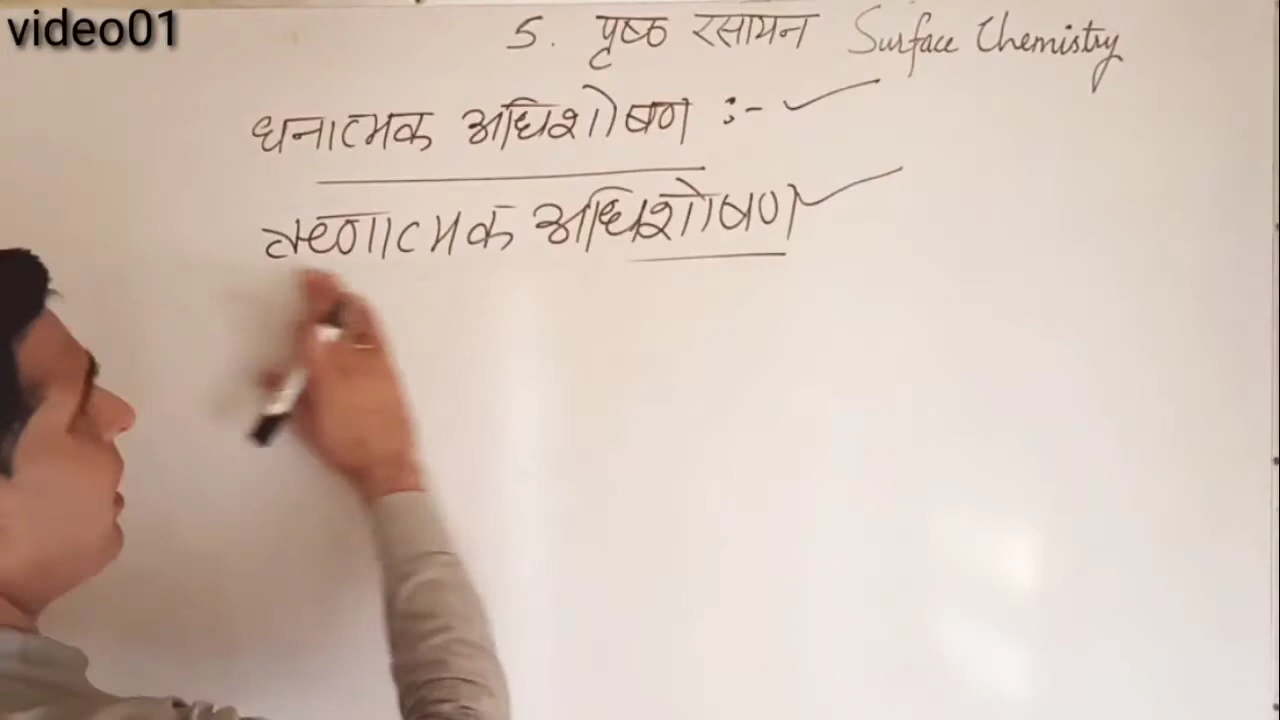 video01
5. पृष्ठ रसायन Surface Chemistry
धनात्मक अधिशोषण :-
ऋणात्मक अधिशोषण